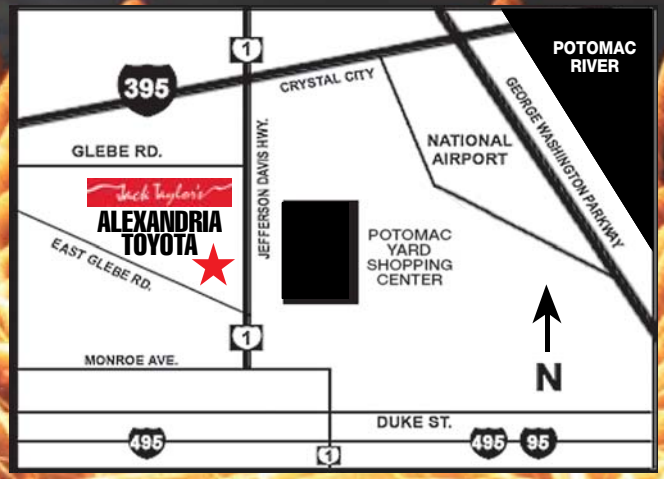 1
POTOMAC
RIVER
395
CRYSTAL CITY
GEORGE WASHINGTON PARKWAY
GLEBE RD.
JEFFERSON DAVIS HWY.
NATIONAL
AIRPORT
Jack Taylor's
ALEXANDRIA
TOYOTA
EAST GLEBE RD.
POTOMAC
YARD
SHOPPING
CENTER
1
MONROE AVE.
N
DUKE ST.
495
1
495
95